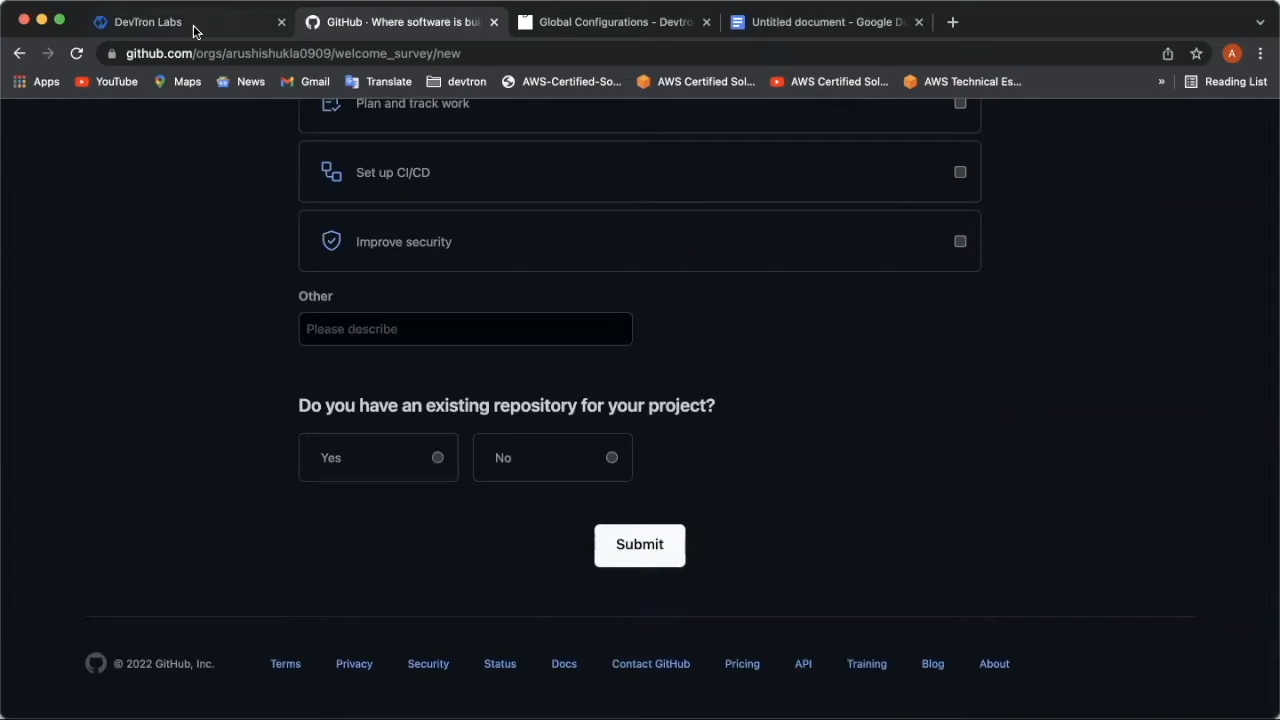 DevTron Labs
GitHub · Where software is bui
Global Configurations - Devtro
Untitled document - Google Do
github.com/orgs/arushishukla0909/welcome_survey/new
A
Apps
YouTube
Maps
News
Gmail
Translate
devtron
AWS-Certified-So...
AWS Certified Sol...
AWS Certified Sol...
AWS Technical Es...
»
Reading List
Plan and track work
Set up CI/CD
Improve security
Other
Please describe
Do you have an existing repository for your project?
Yes
No
Submit
© 2022 GitHub, Inc.
Terms
Privacy
Security
Status
Docs
Contact GitHub
Pricing
API
Training
Blog
About